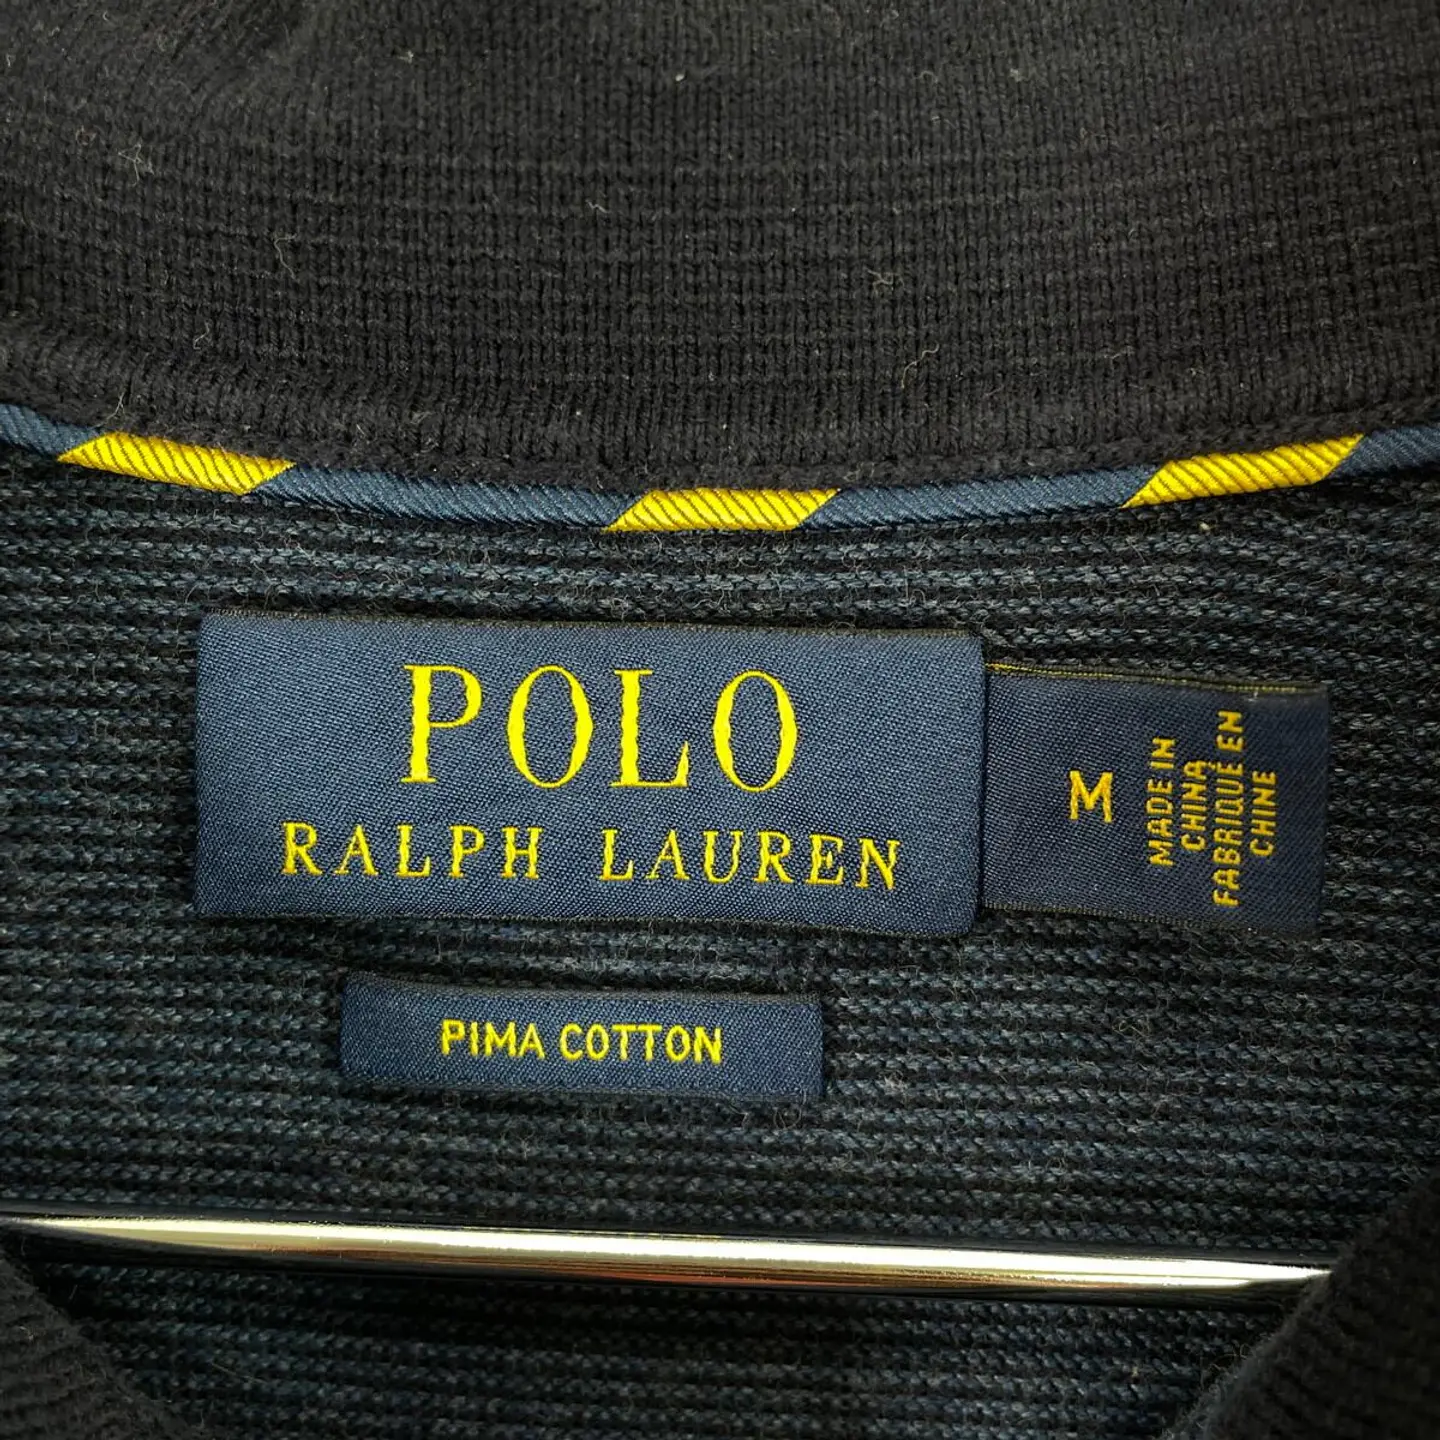 POLO
RALPH LAUREN
M
MADE IN
CHINA
FABRIQUÉ EN
CHINE
PIMA COTTON